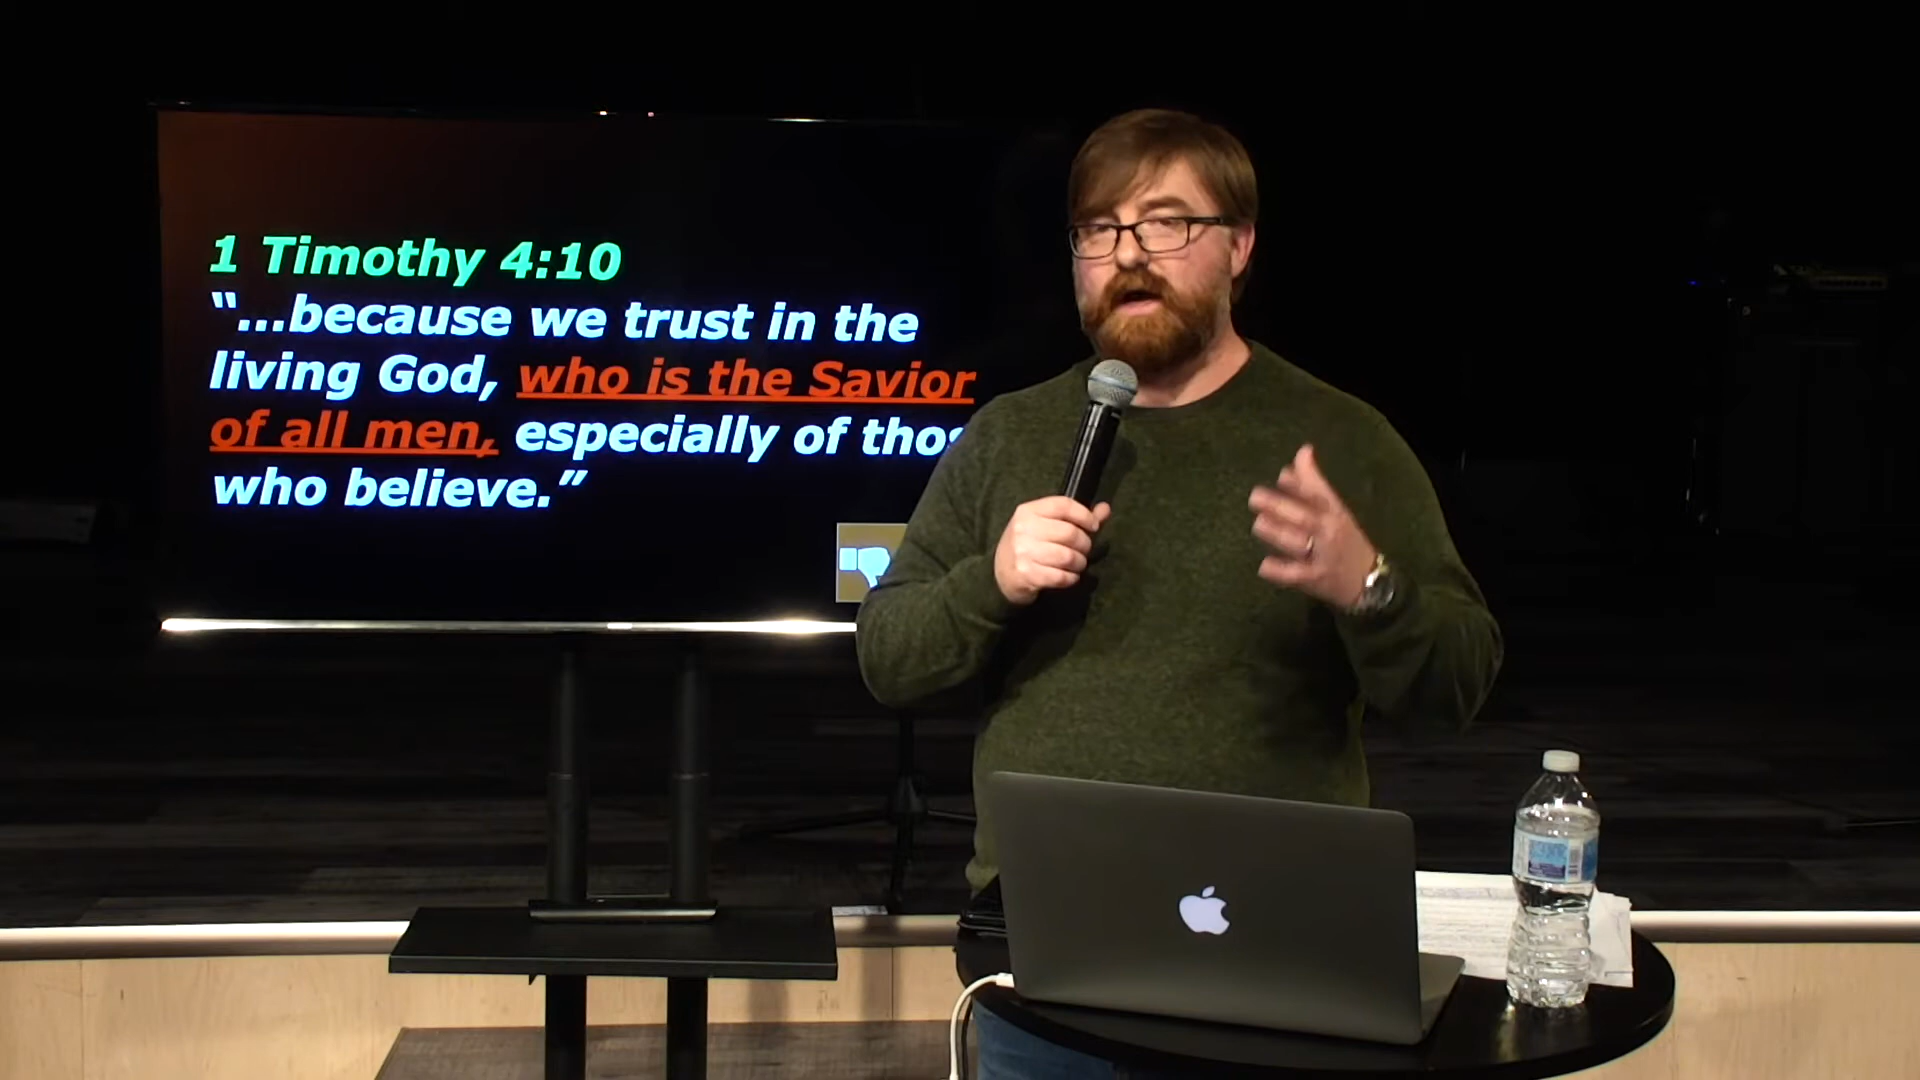 1 Timothy 4:10
“...because we trust in the
living God, who is the Savior
of all men, especially of
who believe.”